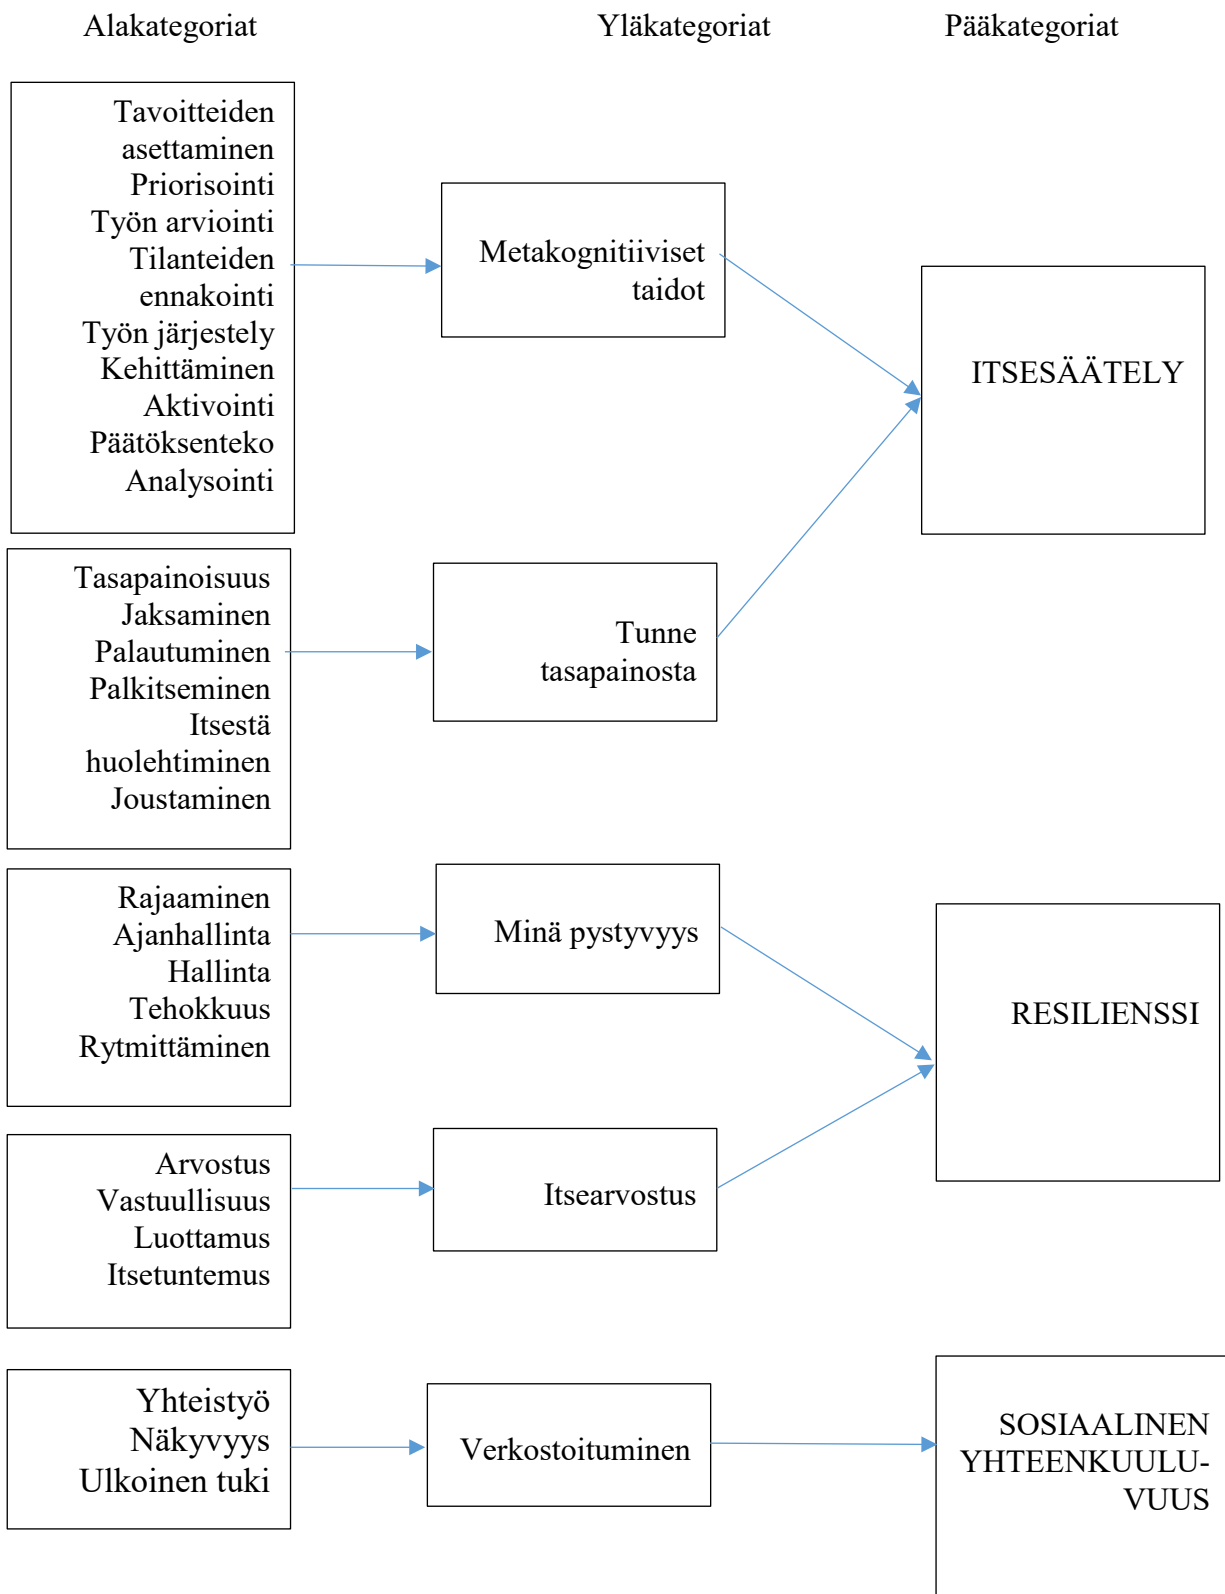 Alakategoriat Yläkategoriat Pääkategoriat
Tavoitteiden
asettaminen
Priorisointi
Työn arviointi
Tilanteiden
ennakointi
Työn järjestely
Kehittäminen
Aktivointi
Päätöksenteko
Analysointi
Metakognitiiviset
taidot
ITSESÄÄTELY
Tasapainoisuus
Jaksaminen
Palautuminen
Palkitseminen
Itsestä
huolehtiminen
Joustaminen
Tunne
tasapainosta
Rajaaminen
Ajanhallinta
Hallinta
Tehokkuus
Rytmittäminen
Minä pystyvyys
RESILIENSSI
Arvostus
Vastuullisuus
Luottamus
Itsetuntemus
Itsearvostus
Yhteistyö
Näkyvyys
Ulkoinen tuki
Verkostoituminen
SOSIAALINEN
YHTEENKUULU-
VUUS